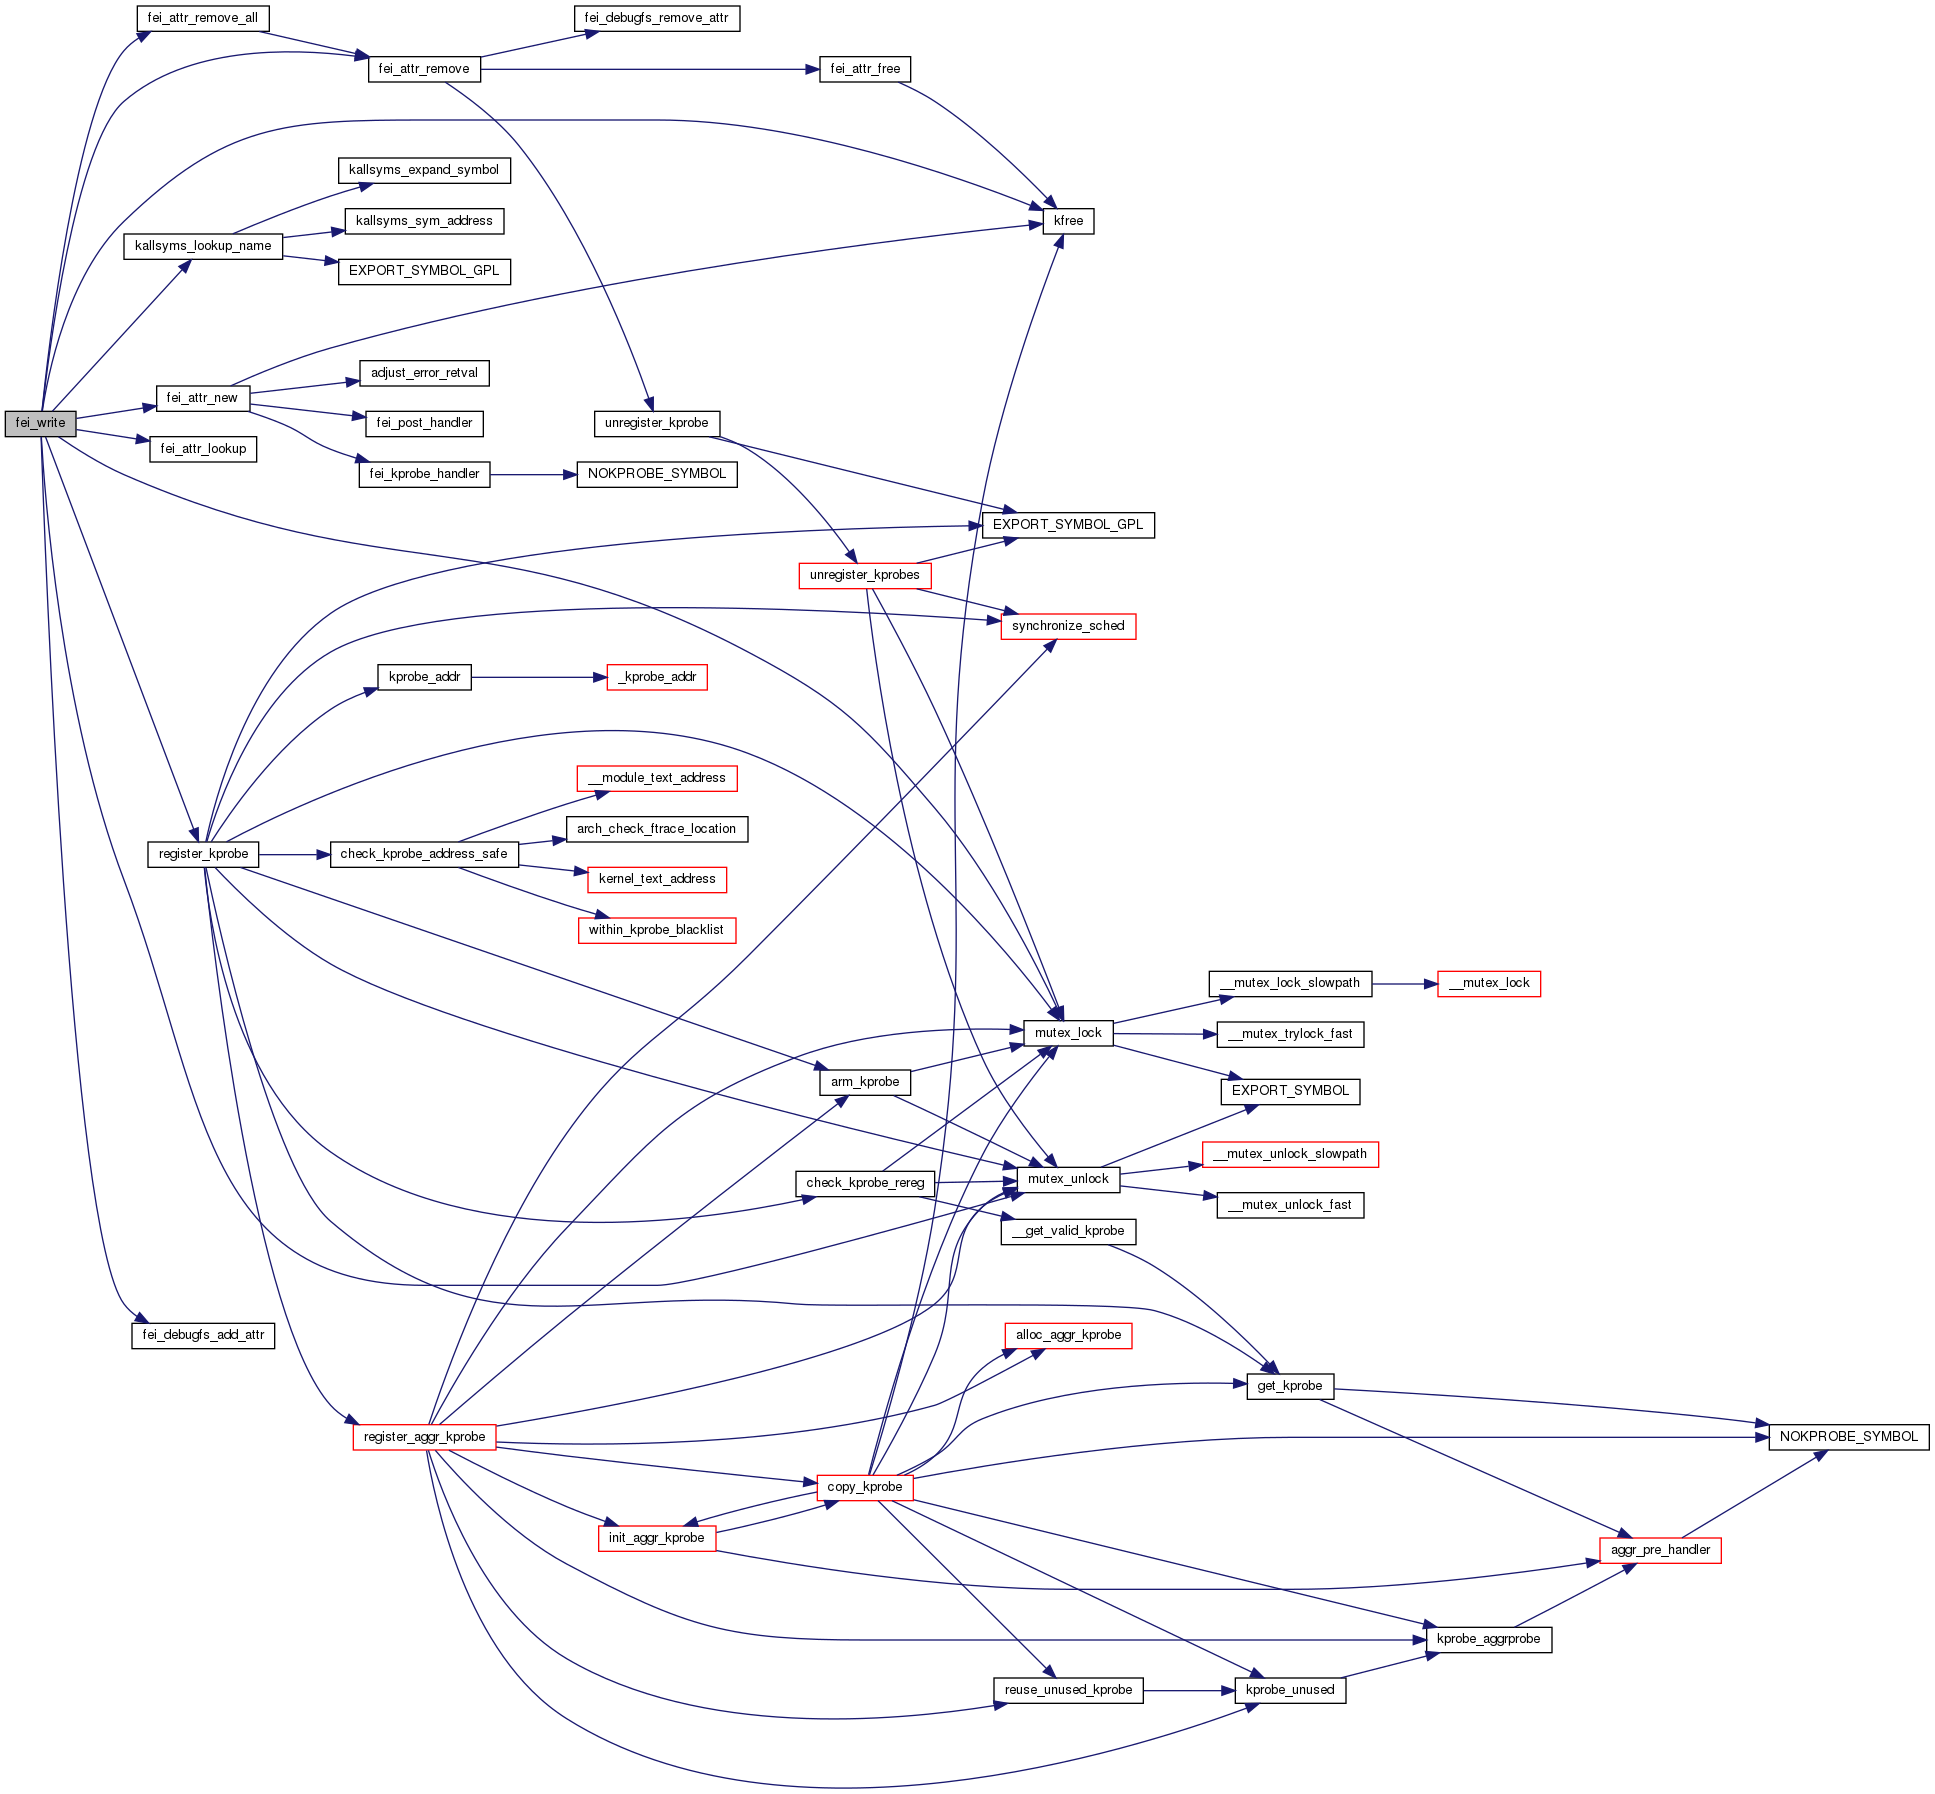 fei_attr_remove_all
fei_debugfs_remove_attr
fei_attr_remove
fei_attr_free
kallsyms_expand_symbol
kallsyms_sym_address
kfree
kallsyms_lookup_name
EXPORT_SYMBOL_GPL
adjust_error_retval
fei_attr_new
fei_write
fei_post_handler
unregister_kprobe
fei_attr_lookup
fei_kprobe_handler
NOKPROBE_SYMBOL
EXPORT_SYMBOL_GPL
unregister_kprobes
synchronize_sched
kprobe_addr
_kprobe_addr
__module_text_address
arch_check_ftrace_location
register_kprobe
check_kprobe_address_safe
kernel_text_address
within_kprobe_blacklist
__mutex_lock_slowpath
__mutex_lock
mutex_lock
__mutex_trylock_fast
arm_kprobe
EXPORT_SYMBOL
__mutex_unlock_slowpath
check_kprobe_rereg
mutex_unlock
__mutex_unlock_fast
__get_valid_kprobe
fei_debugfs_add_attr
alloc_aggr_kprobe
get_kprobe
register_aggr_kprobe
NOKPROBE_SYMBOL
copy_kprobe
init_aggr_kprobe
aggr_pre_handler
kprobe_aggrprobe
reuse_unused_kprobe
kprobe_unused